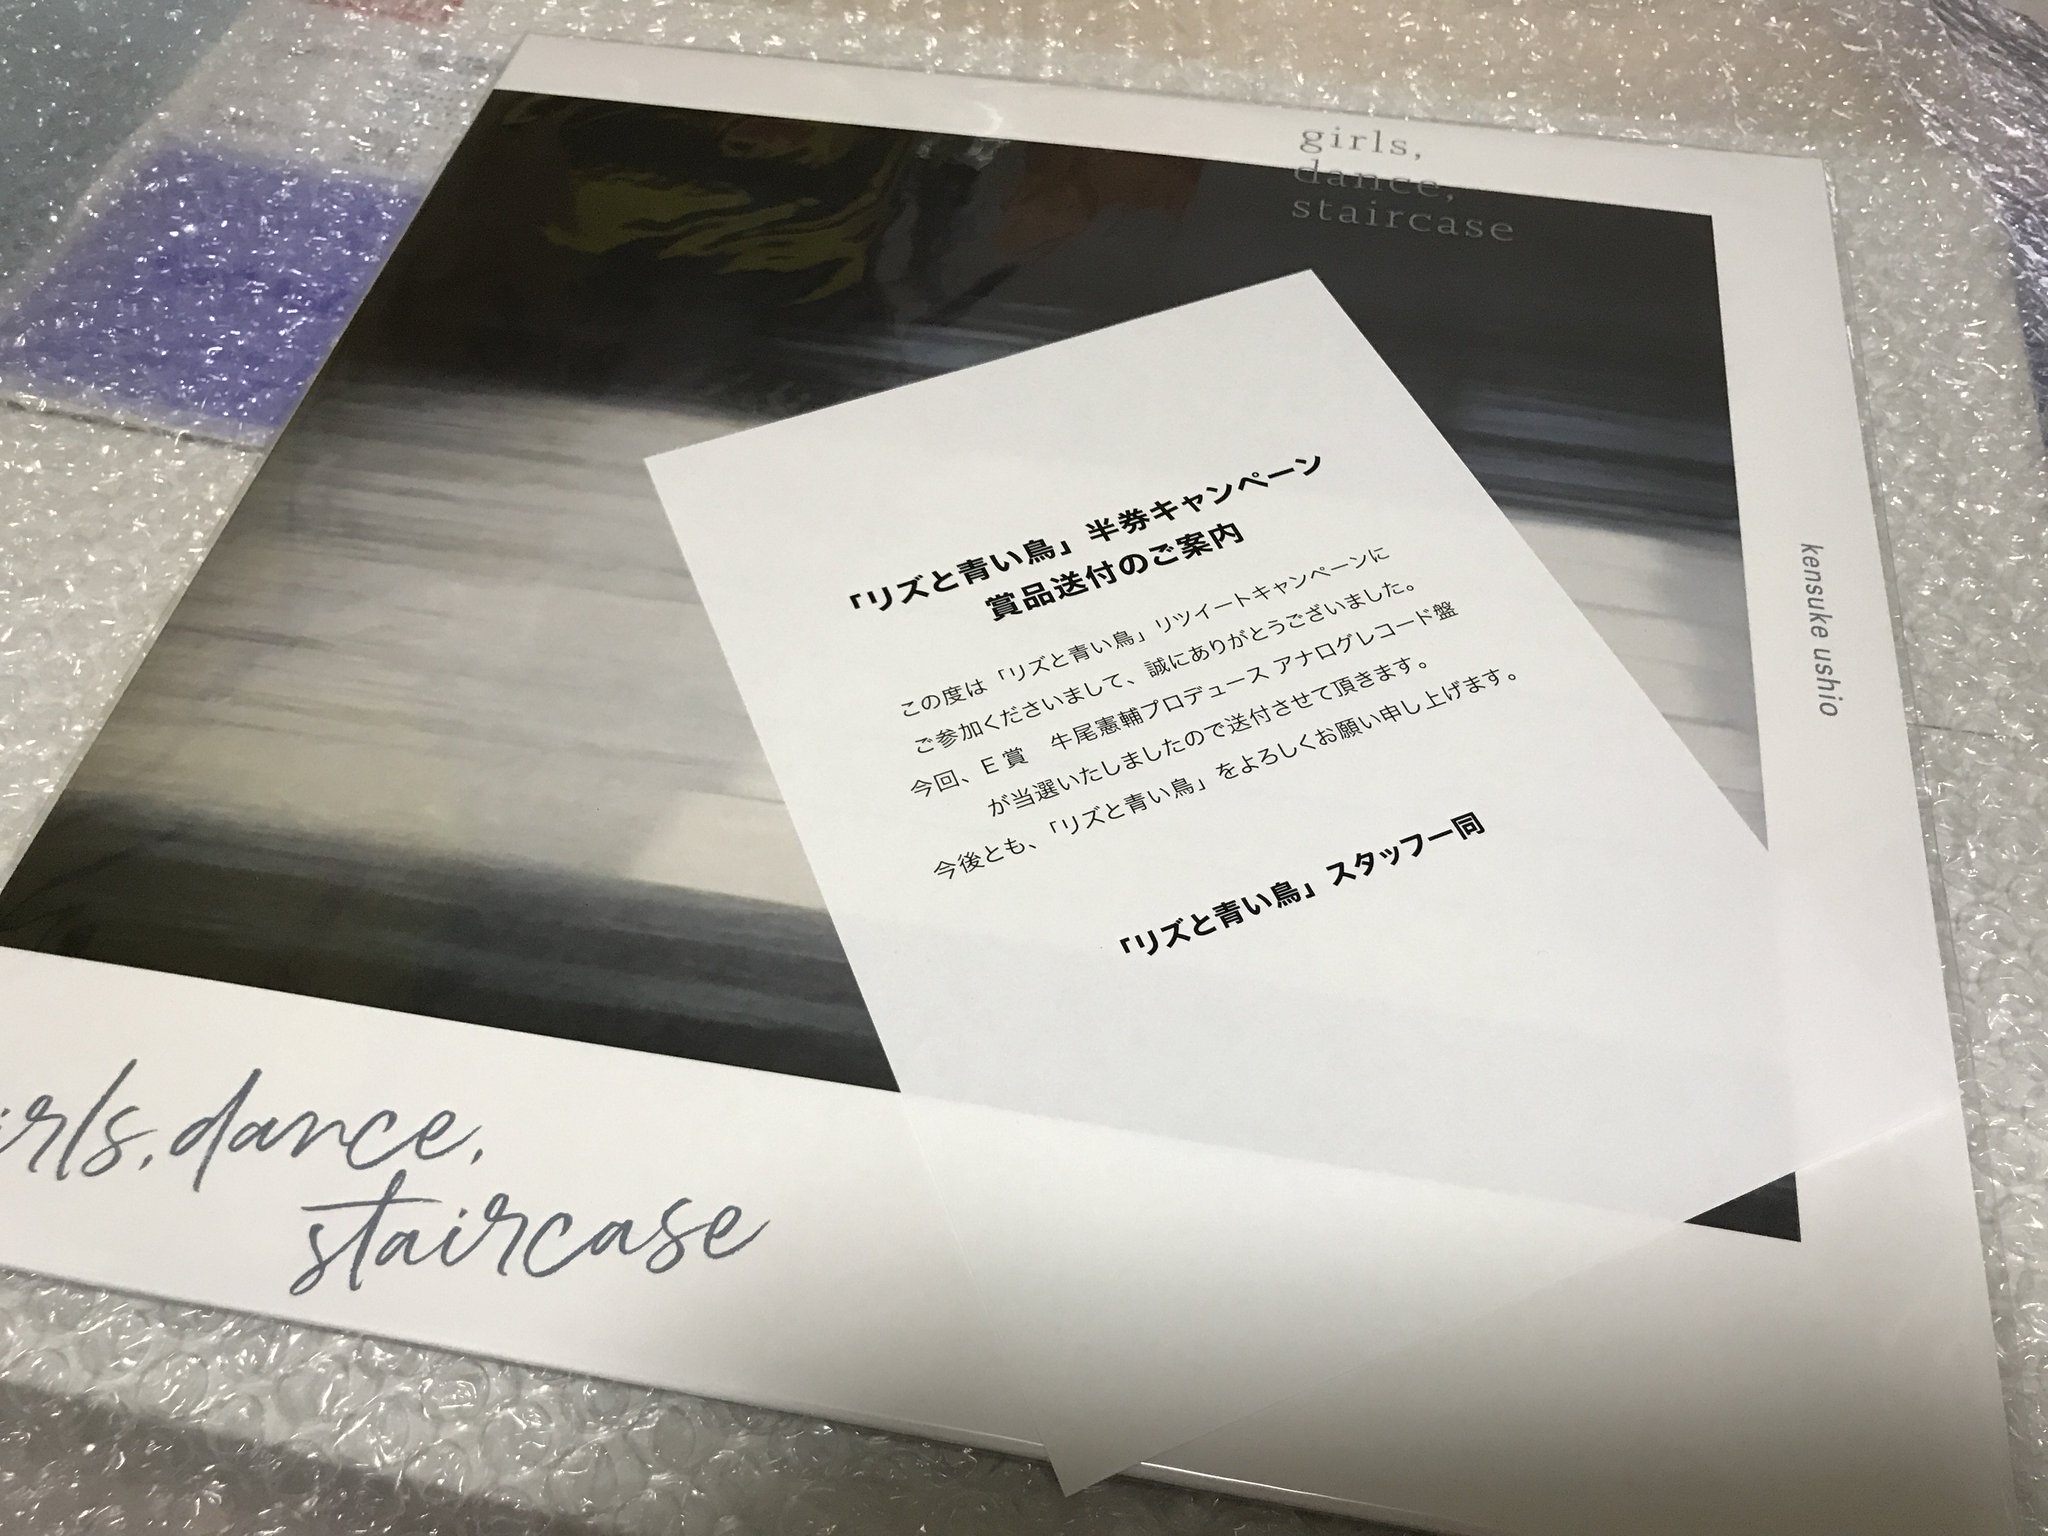 girls,
dance,
staircase
kensuke ushio
「リズと青い鳥」半券キャンペーン
賞品送付のご案内
この度は「リズと青い鳥」リツイートキャンペーンに
ご参加くださいまして、誠にありがとうございました。
今回、E賞　牛尾憲輔プロデュース アナログレコード盤
が当選いたしましたので送付させて頂きます。
今後とも、「リズと青い鳥」をよろしくお願い申し上げます。
「リズと青い鳥」スタッフ一同
irls, dance,
staircase